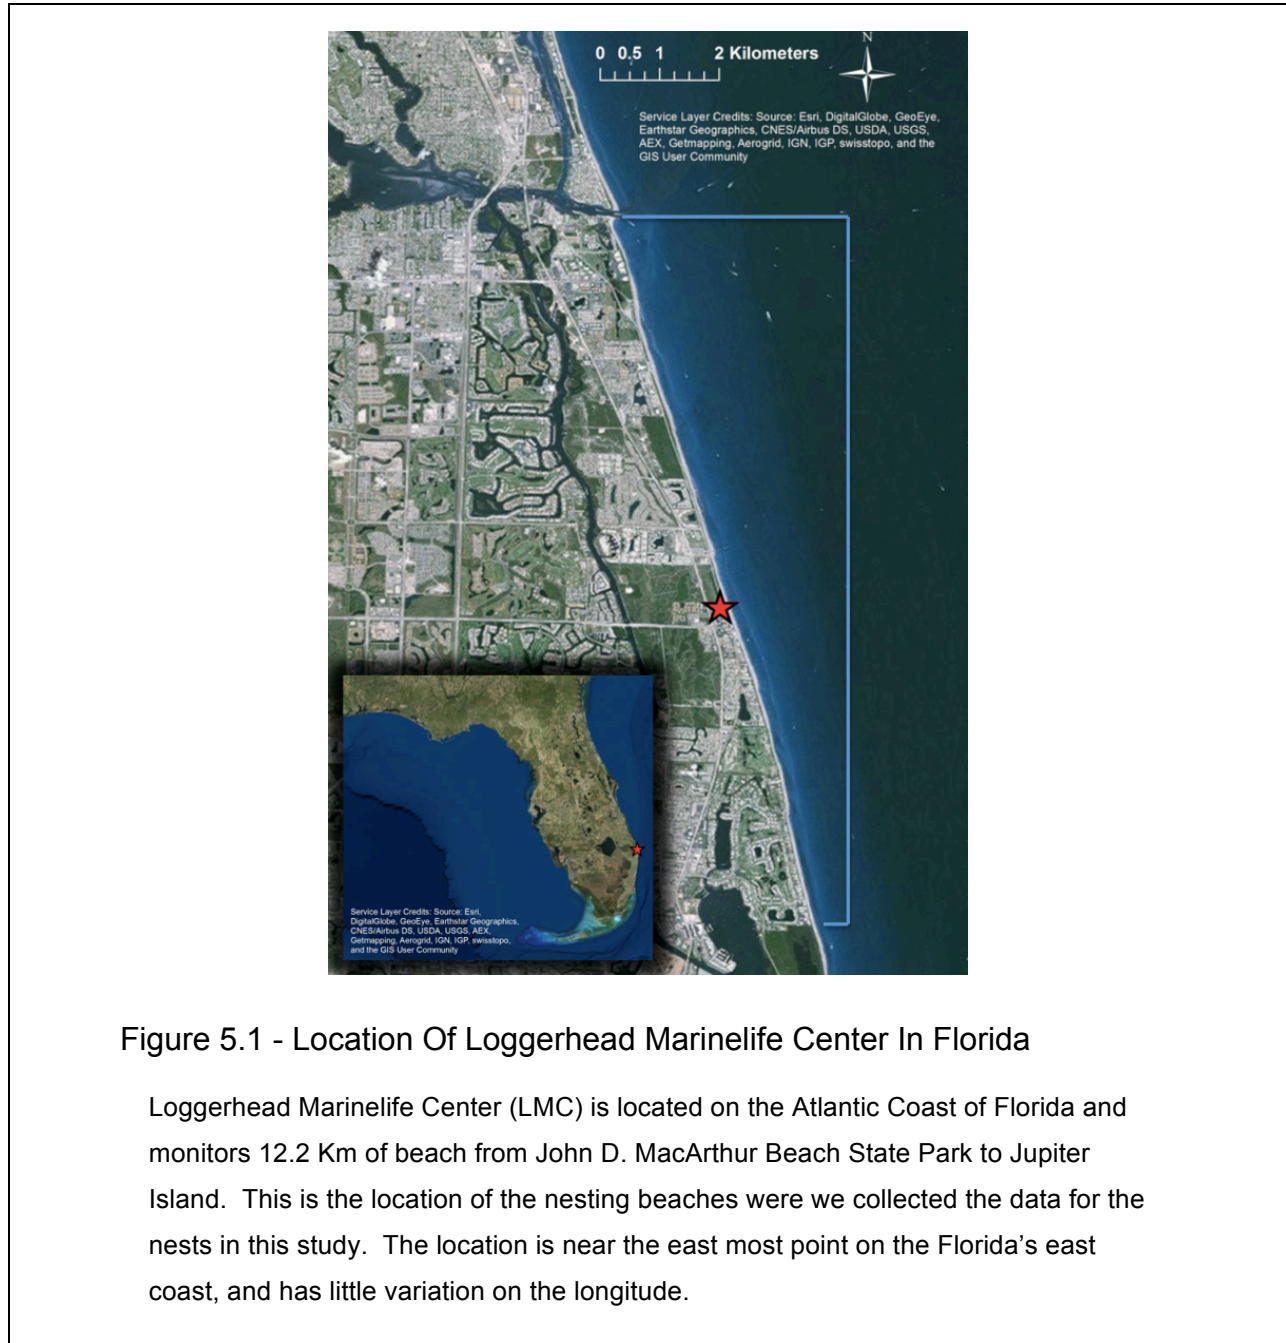 0 0.5 1 2 Kilometers
N
Service Layer Credits: Source: Esri, DigitalGlobe, GeoEye,
Earthstar Geographics, CNES/Airbus DS, USDA, USGS,
AEX, Getmapping, Aerogrid, IGN, IGP, swisstopo, and the
GIS User Community
Service Layer Credits: Source: Esri,
DigitalGlobe, GeoEye, Earthstar Geographics,
CNES/Airbus DS, USDA, USGS, AEX,
Getmapping, Aerogrid, IGN, IGP, swisstopo,
and the GIS User Community
Figure 5.1 - Location Of Loggerhead Marinelife Center In Florida
Loggerhead Marinelife Center (LMC) is located on the Atlantic Coast of Florida and
monitors 12.2 Km of beach from John D. MacArthur Beach State Park to Jupiter
Island. This is the location of the nesting beaches were we collected the data for the
nests in this study. The location is near the east most point on the Florida’s east
coast, and has little variation on the longitude.